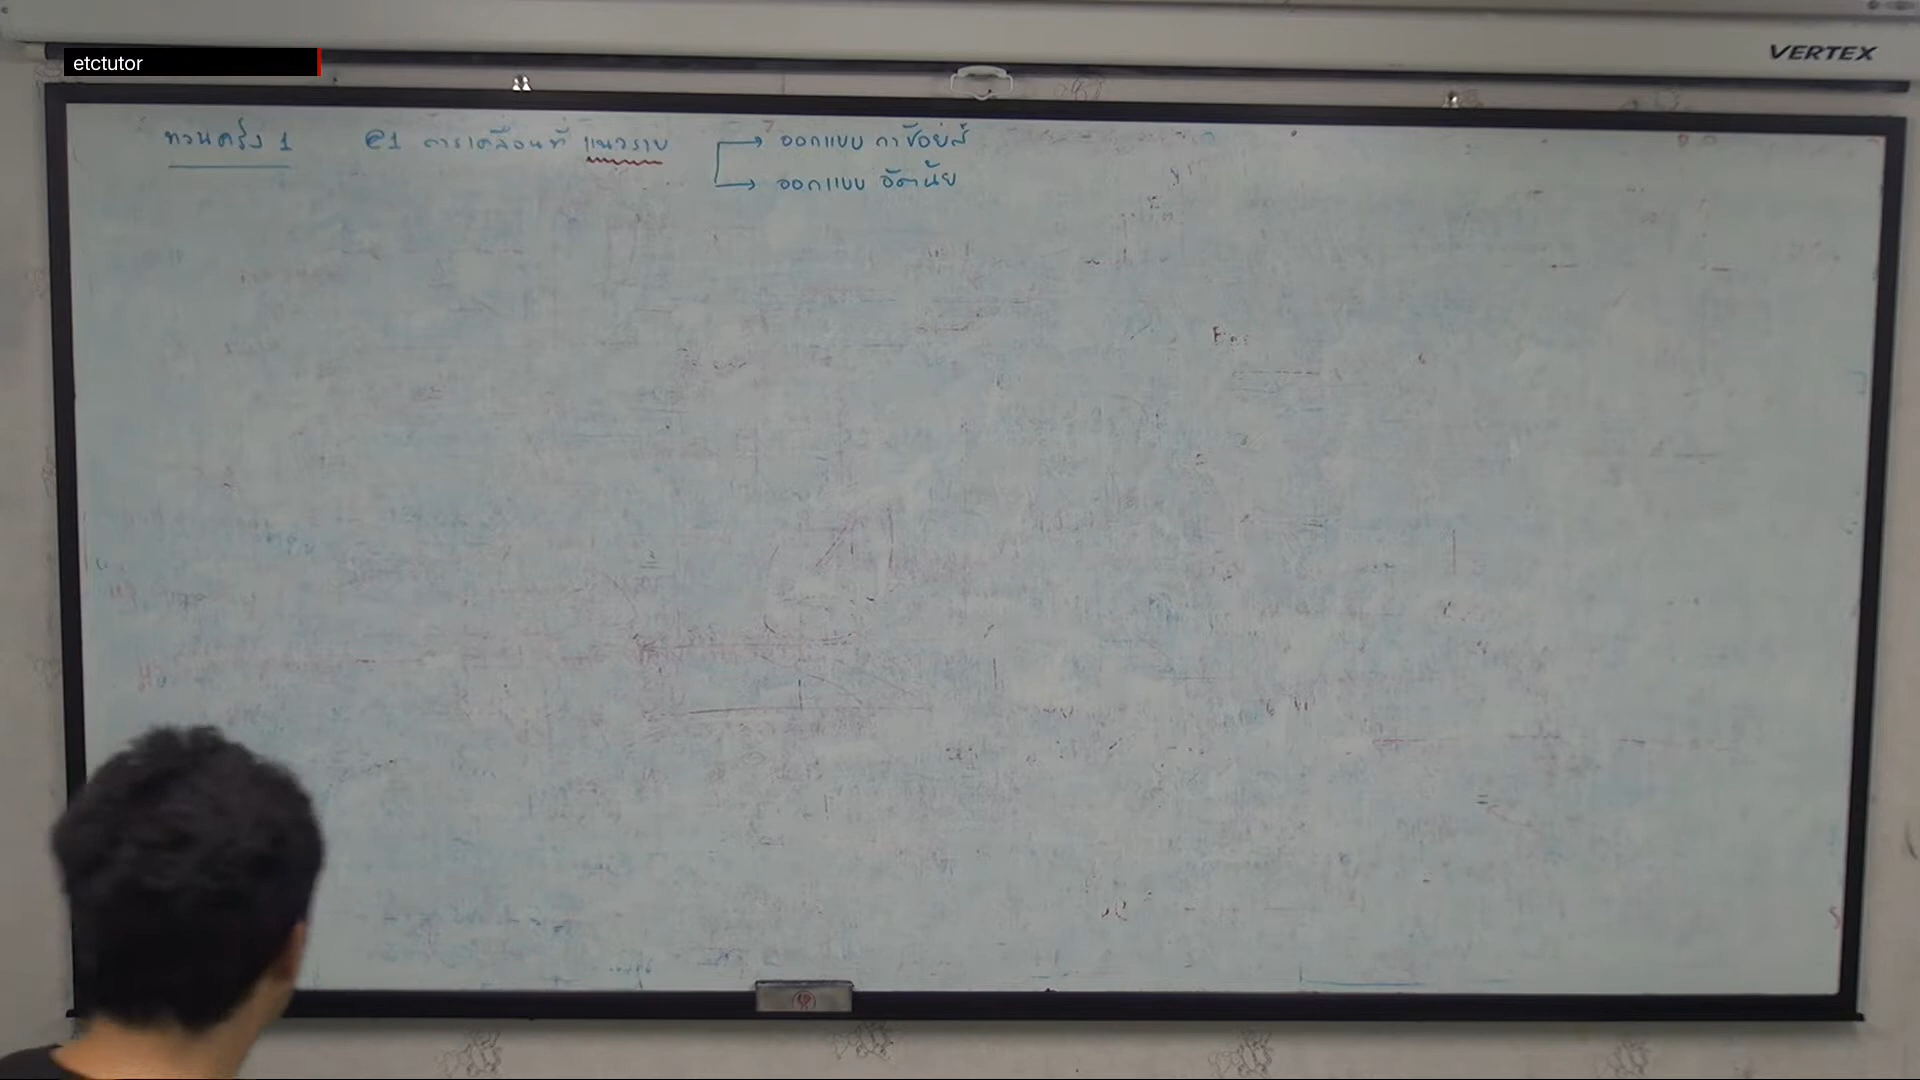 etctutor
VERTEX
ทวนครั้ง 1 @1 การเคลื่อนที่ แนวราบ → ออกแบบ กาช้อยส์
→ ออกแบบ อัตนัย